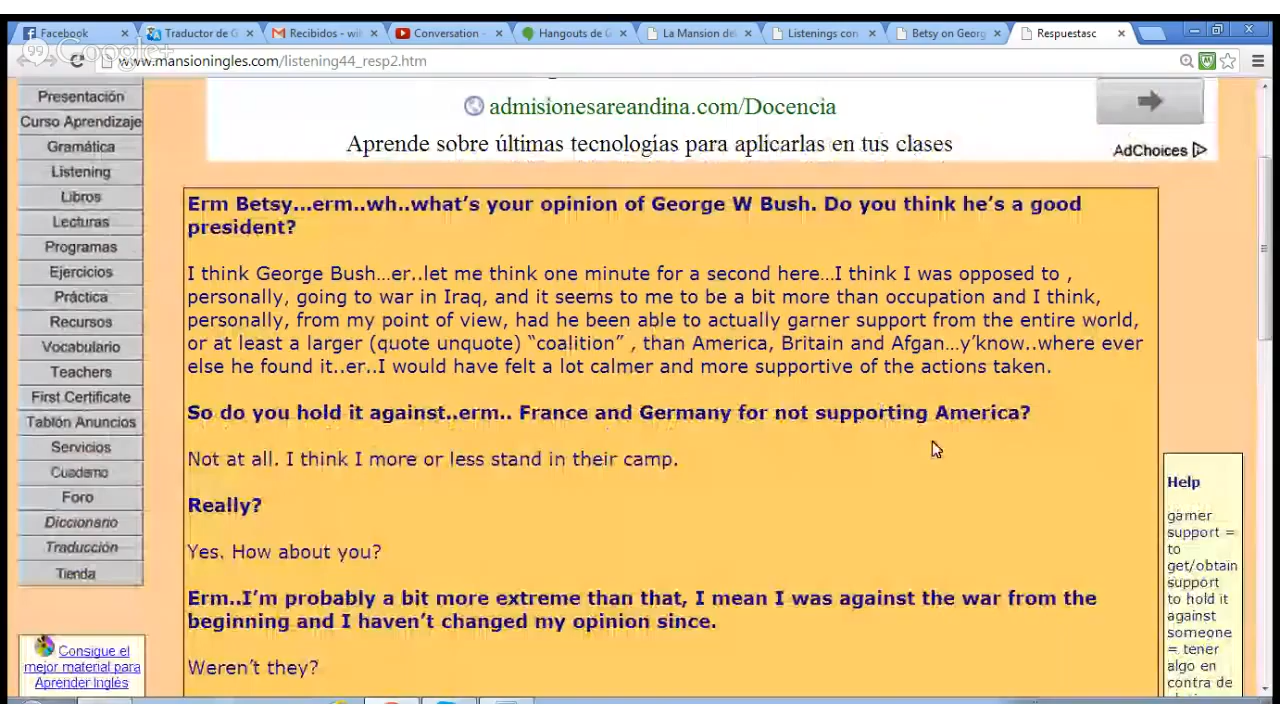 Facebook
Traductor de G
Recibidos - wi
Conversation -
Hangouts de G
La Mansion del
Listenings con
Betsy on Georg
Respuestasc
Google+
www.mansioningles.com/listening44_resp2.htm
Presentación
Curso Aprendizaje
Gramática
Listening
Libros
Lecturas
Programas
Ejercicios
Práctica
Recursos
Vocabulario
Teachers
First Certificate
Tablón Anuncios
Servicios
Cuaderno
Foro
Diccionario
Traducción
Tienda
Consigue el
mejor material para
Aprender Inglés
admisionesareandina.com/Docencia
Aprende sobre últimas tecnologías para aplicarlas en tus clases
AdChoices
Erm Betsy...erm..wh..what's your opinion of George W Bush. Do you think he's a good
president?
I think George Bush...er..let me think one minute for a second here...I think I was opposed to ,
personally, going to war in Iraq, and it seems to me to be a bit more than occupation and I think,
personally, from my point of view, had he been able to actually garner support from the entire world,
or at least a larger (quote unquote) “coalition” , than America, Britain and Afgan...y'know..where ever
else he found it..er..I would have felt a lot calmer and more supportive of the actions taken.
So do you hold it against..erm.. France and Germany for not supporting America?
Not at all. I think I more or less stand in their camp.
Really?
Yes. How about you?
Erm..I'm probably a bit more extreme than that, I mean I was against the war from the
beginning and I haven't changed my opinion since.
Weren't they?
Help
garner
support =
to
get/obtain
support
to hold it
against
someone
= tener
algo en
contra de